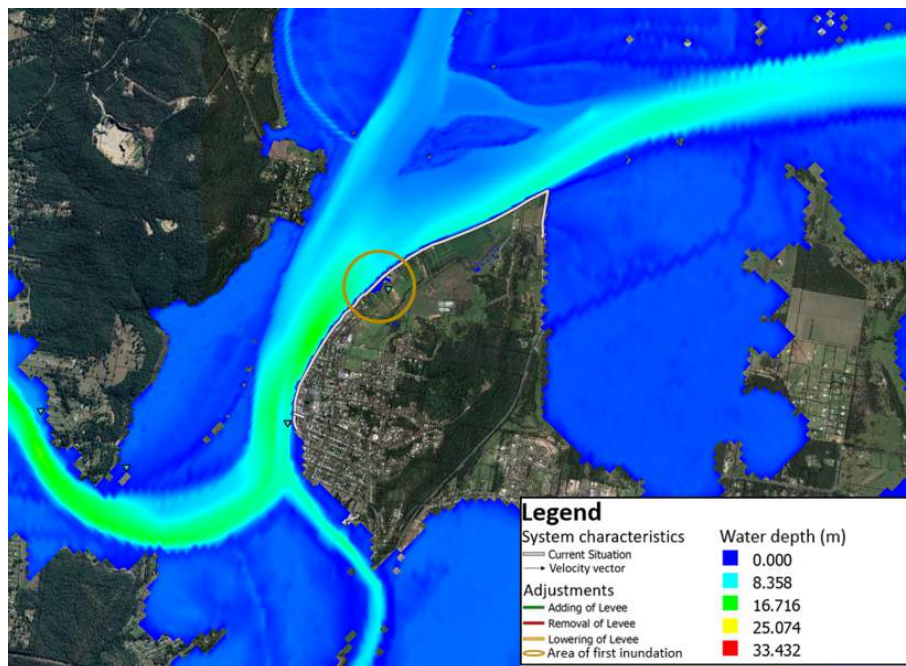 Legend
System characteristics
Current Situation
Velocity vector
Adjustments
Adding of Levee
Removal of Levee
Lowering of Levee
Area of first inundation
Water depth (m)
0.000
8.358
16.716
25.074
33.432